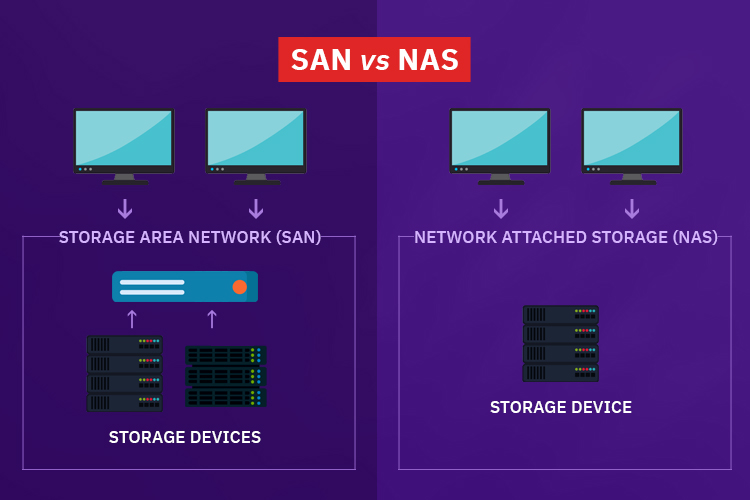 SAN vs NAS
STORAGE AREA NETWORK (SAN)
STORAGE DEVICES
NETWORK ATTACHED STORAGE (NAS)
STORAGE DEVICE